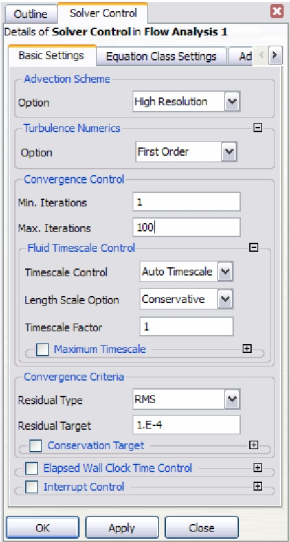 Outline
Solver Control
Details of Solver Control in Flow Analysis 1
Basic Settings
Equation Class Settings
Ad
Advection Scheme
Option
High Resolution
Turbulence Numerics
Option
First Order
Convergence Control
Min. Iterations
1
Max. Iterations
100
Fluid Timescale Control
Timescale Control
Auto Timescale
Length Scale Option
Conservative
Timescale Factor
1
Maximum Timescale
Convergence Criteria
Residual Type
RMS
Residual Target
1.E-4
Conservation Target
Elapsed Wall Clock Time Control
Interrupt Control
OK
Apply
Close